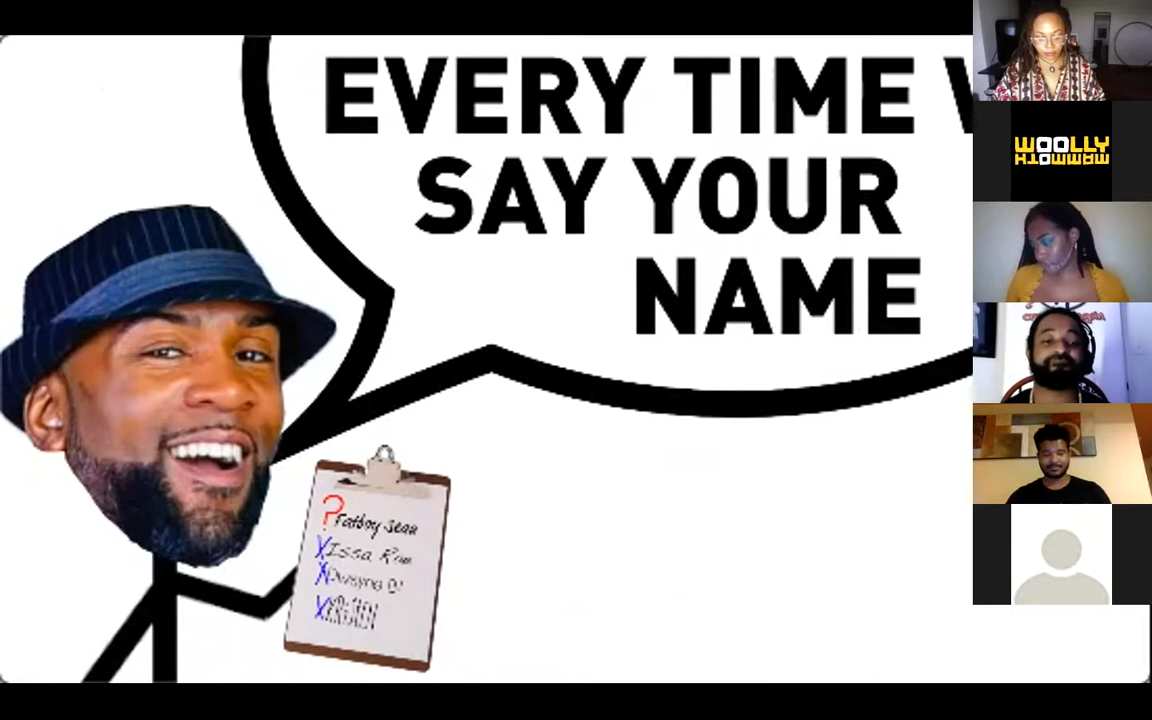 EVERY TIME
SAY YOUR
NAME
? Fatboy Sean
X Issa Rae
X
X
WOOLLY
MAMMOTH